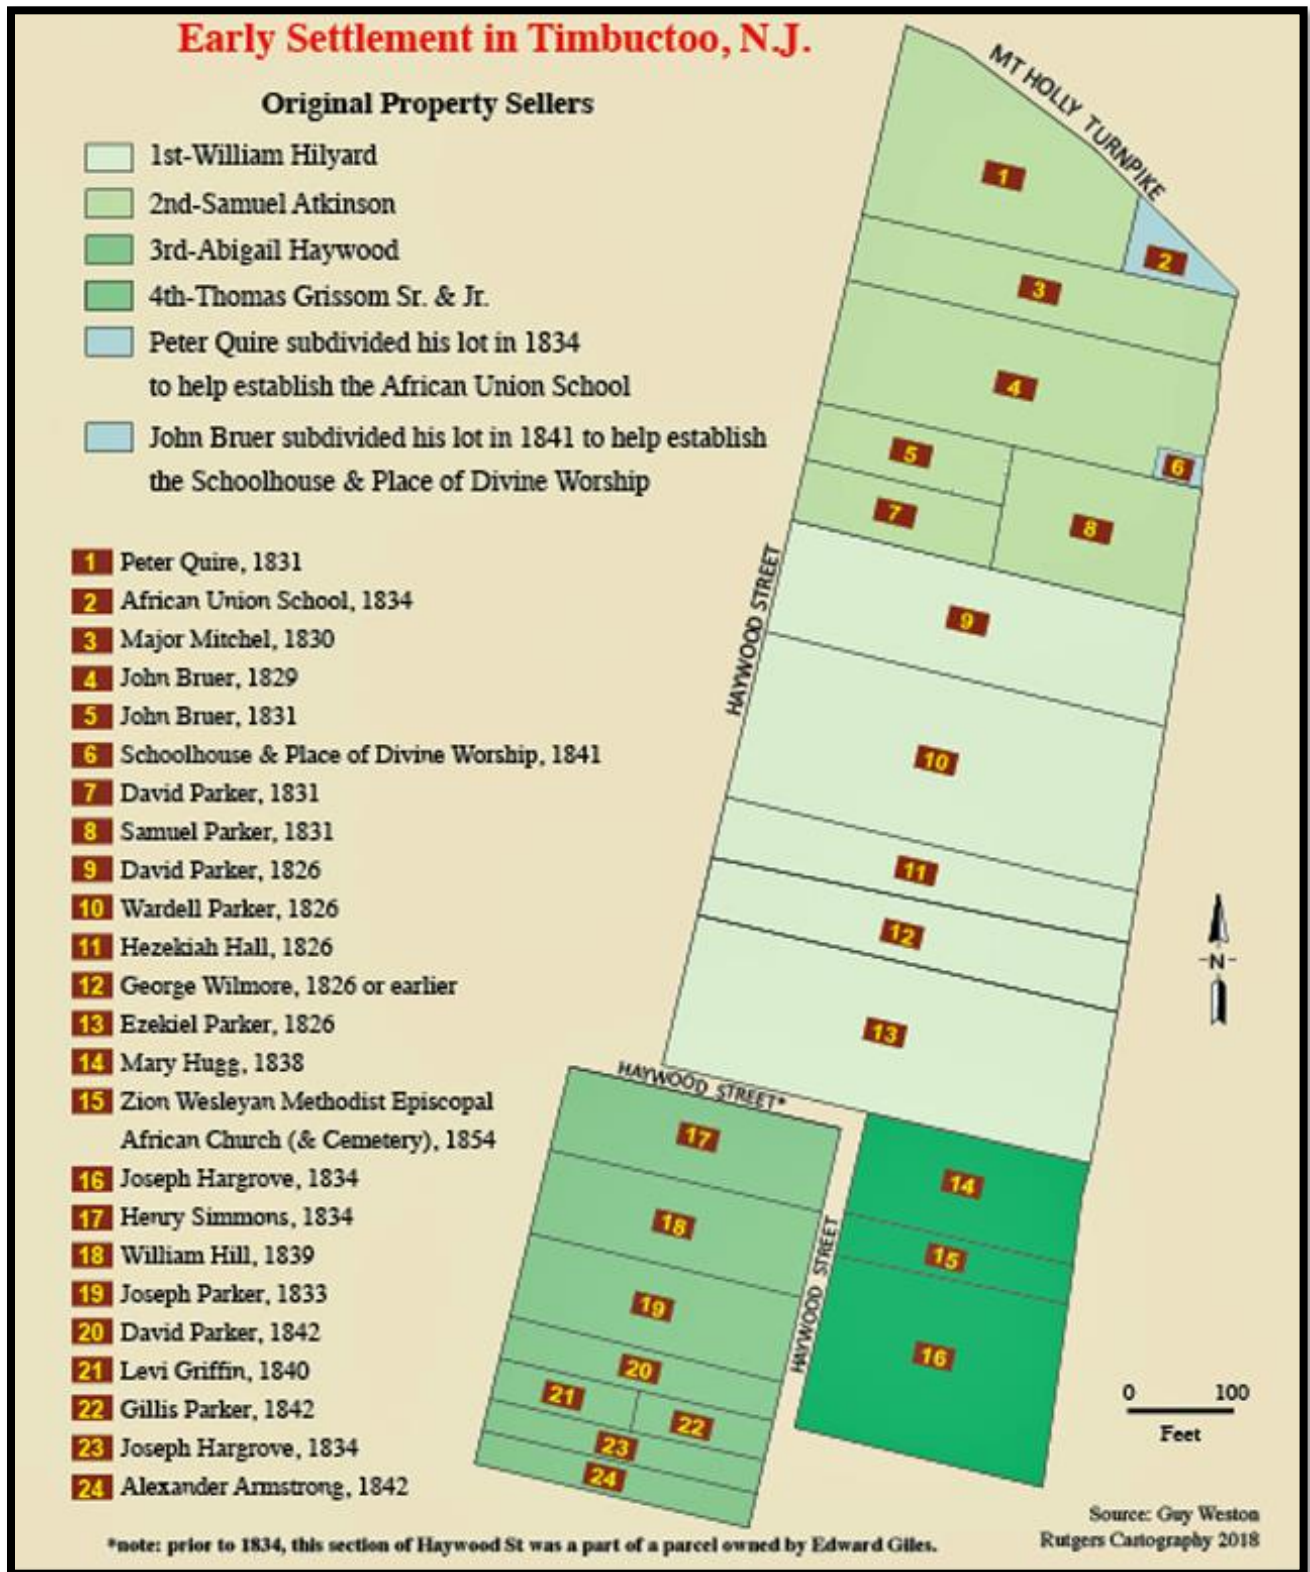 Early Settlement in Timbuctoo, N.J.
Original Property Sellers
1st-William Hilyard
2nd-Samuel Atkinson
3rd-Abigail Haywood
4th-Thomas Grissom Sr. & Jr.
Peter Quire subdivided his lot in 1834
to help establish the African Union School
John Bruer subdivided his lot in 1841 to help establish
the Schoolhouse & Place of Divine Worship
1 Peter Quire, 1831
2 African Union School, 1834
3 Major Mitchel, 1830
4 John Bruer, 1829
5 John Bruer, 1831
6 Schoolhouse & Place of Divine Worship, 1841
7 David Parker, 1831
8 Samuel Parker, 1831
9 David Parker, 1826
10 Wardell Parker, 1826
11 Hezekiah Hall, 1826
12 George Wilmore, 1826 or earlier
13 Ezekiel Parker, 1826
14 Mary Hugg, 1838
15 Zion Wesleyan Methodist Episcopal
African Church (& Cemetery), 1854
16 Joseph Hargrove, 1834
17 Henry Simmons, 1834
18 William Hill, 1839
19 Joseph Parker, 1833
20 David Parker, 1842
21 Levi Griffin, 1840
22 Gillis Parker, 1842
23 Joseph Hargrove, 1834
24 Alexander Armstrong, 1842
MT HOLLY TURNPIKE
1
2
3
4
5
6
7
8
HAYWOOD STREET
9
10
11
12
13
-N-
HAYWOOD STREET*
17
14
18
15
HAYWOOD STREET
19
16
20
21
22
23
24
0 100
Feet
Source: Guy Weston
Rutgers Cartography 2018
*note: prior to 1834, this section of Haywood St was a part of a parcel owned by Edward Giles.